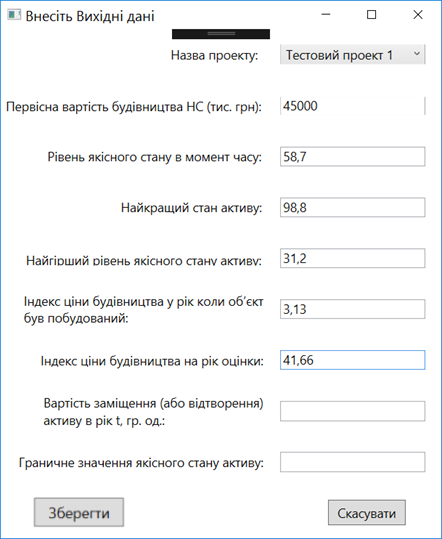 Внесіть Вихідні дані
Назва проекту: Тестовий проект 1
Первісна вартість будівництва НС (тис. грн): 45000
Рівень якісного стану в момент часу: 58,7
Найкращий стан активу: 98,8
Найгірший рівень якісного стану активу: 31,2
Індекс ціни будівництва у рік коли об’єкт
був побудований: 3,13
Індекс ціни будівництва на рік оцінки: 41,66
Вартість заміщення (або відтворення)
активу в рік t, гр. од.:
Граничне значення якісного стану активу:
Зберегти Скасувати